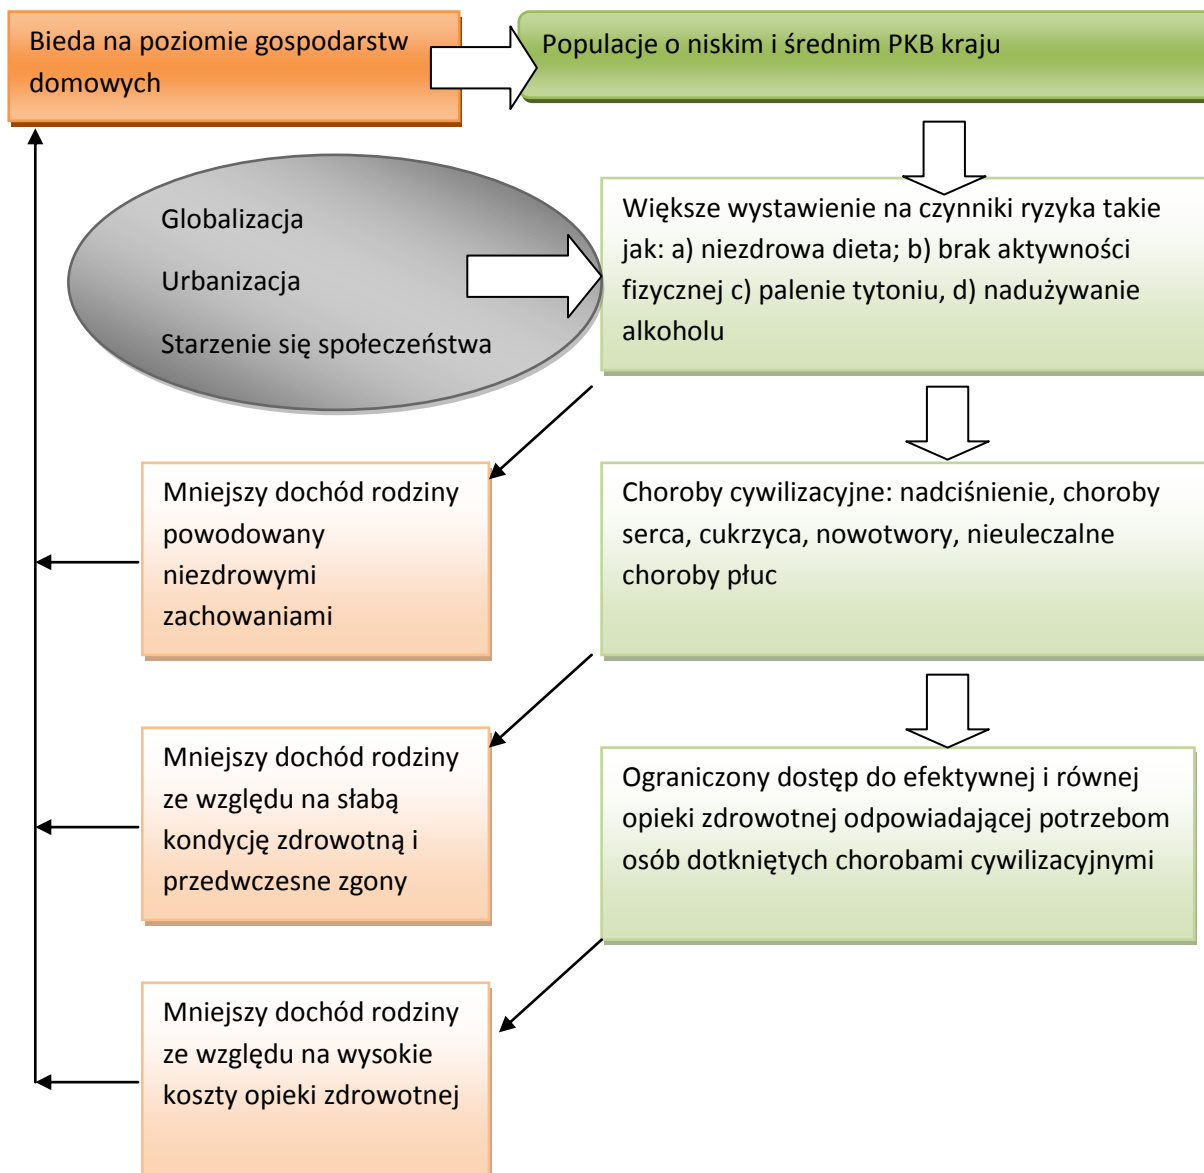 Bieda na poziomie gospodarstw
domowych
Populacje o niskim i średnim PKB kraju
Globalizacja
Urbanizacja
Starzenie się społeczeństwa
Większe wystawienie na czynniki ryzyka takie
jak: a) niezdrowa dieta; b) brak aktywności
fizycznej c) palenie tytoniu, d) nadużywanie
alkoholu
Mniejszy dochód rodziny
powodowany
niezdrowymi
zachowaniami
Choroby cywilizacyjne: nadciśnienie, choroby
serca, cukrzyca, nowotwory, nieuleczalne
choroby płuc
Mniejszy dochód rodziny
ze względu na słabą
kondycję zdrowotną i
przedwczesne zgony
Ograniczony dostęp do efektywnej i równej
opieki zdrowotnej odpowiadającej potrzebom
osób dotkniętych chorobami cywilizacyjnymi
Mniejszy dochód rodziny
ze względu na wysokie
koszty opieki zdrowotnej